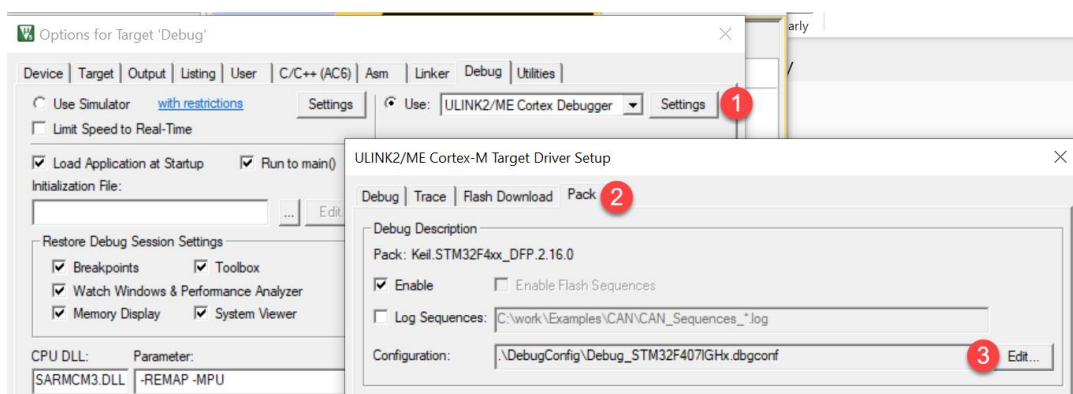 arly
Options for Target 'Debug'
Device Target Output Listing User C/C++ (AC6) Asm Linker Debug Utilities
Use Simulator with restrictions Settings Use: ULINK2/ME Cortex Debugger Settings 1
Limit Speed to Real-Time
Load Application at Startup Run to main()
Initialization File:
... Edit.
Restore Debug Session Settings
Breakpoints Toolbox
Watch Windows & Performance Analyzer
Memory Display System Viewer
CPU DLL: Parameter:
SARMCM3.DLL -REMAP -MPU
ULINK2/ME Cortex-M Target Driver Setup
Debug Trace Flash Download Pack 2
Debug Description
Pack: Keil.STM32F4xx_DFP.2.16.0
Enable Enable Flash Sequences
Log Sequences: C:\work\Examples\CAN\CAN_Sequences_*.log
Configuration: .\DebugConfig\Debug_STM32F407IGHx.dbgconf 3 Edit...